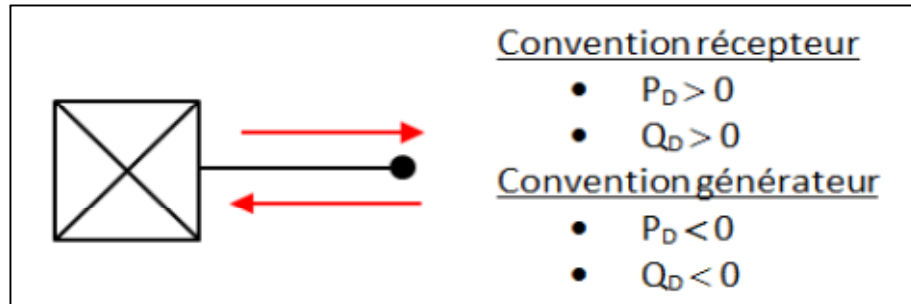 Convention récepteur
• P_D > 0
• Q_D > 0
Convention générateur
• P_D < 0
• Q_D < 0